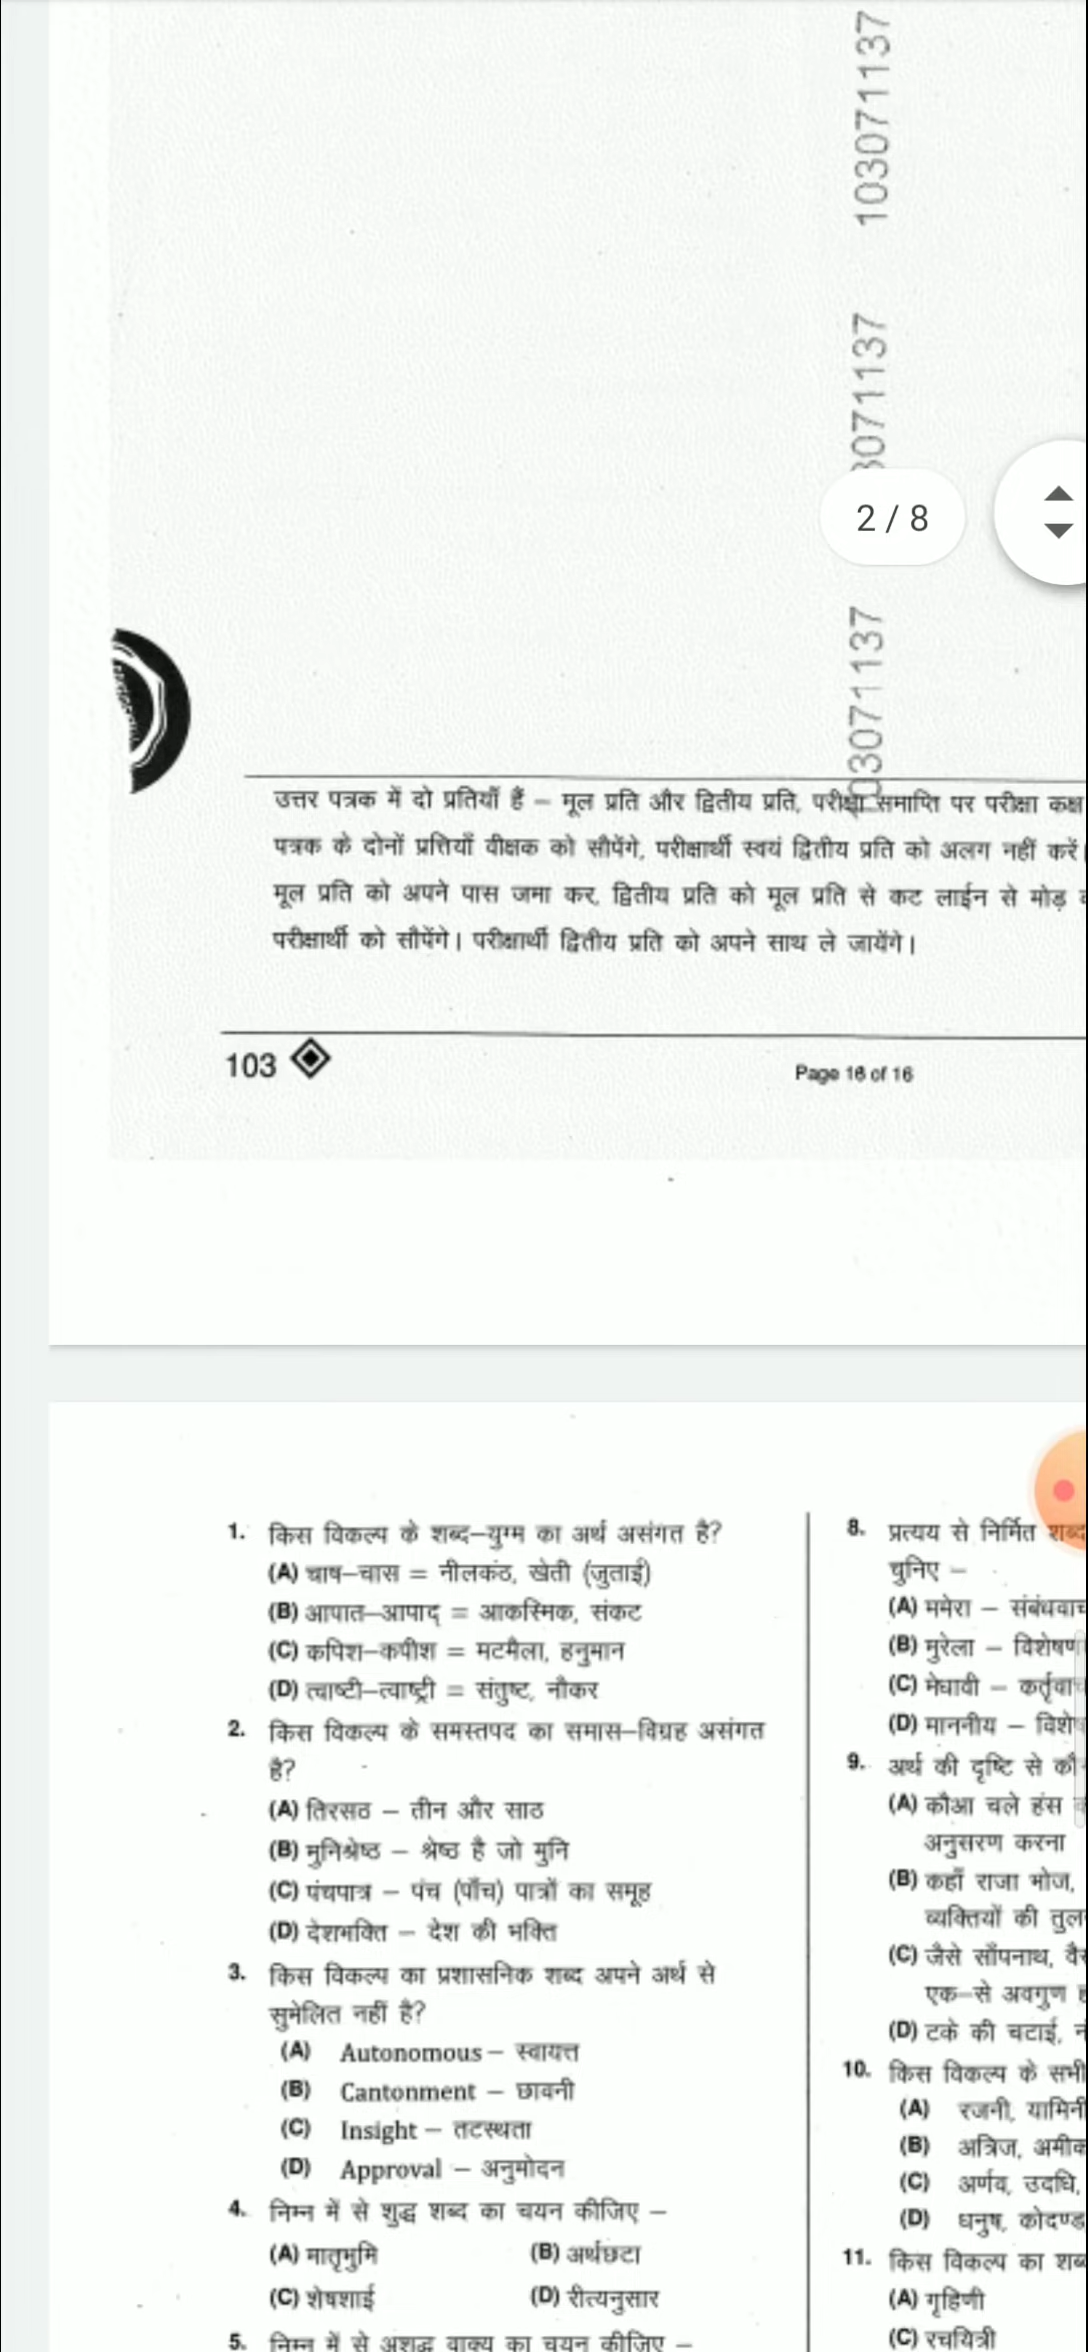 103071137
3071137
2 / 8
03071137
उत्तर पत्रक में दो प्रतियाँ हैं – मूल प्रति और द्वितीय प्रति, परीक्षा समाप्ति पर परीक्षा कक्ष
पत्रक के दोनों प्रत्तियाँ वीक्षक को सौपेंगे, परीक्षार्थी स्वयं द्वितीय प्रति को अलग नहीं करें।
मूल प्रति को अपने पास जमा कर, द्वितीय प्रति को मूल प्रति से कट लाईन से मोड़
परीक्षार्थी को सौपेंगे। परीक्षार्थी द्वितीय प्रति को अपने साथ ले जायेंगे।
103
Page 16 of 16
1. किस विकल्प के शब्द–युग्म का अर्थ असंगत है?
(A) चाष–चास = नीलकंठ, खेती (जुताई)
(B) आपात–आपाद् = आकस्मिक, संकट
(C) कपिश–कपीश = मटमैला, हनुमान
(D) त्वाष्टी–त्वाष्ट्री = संतुष्ट, नौकर
2. किस विकल्प के समस्तपद का समास–विग्रह असंगत
है?
(A) तिरसठ – तीन और साठ
(B) मुनिश्रेष्ठ – श्रेष्ठ है जो मुनि
(C) पंचपात्र – पंच (पाँच) पात्रों का समूह
(D) देशभक्ति – देश की भक्ति
3. किस विकल्प का प्रशासनिक शब्द अपने अर्थ से
सुमेलित नहीं है?
(A) Autonomous – स्वायत्त
(B) Cantonment – छावनी
(C) Insight – तटस्थता
(D) Approval – अनुमोदन
4. निम्न में से शुद्ध शब्द का चयन कीजिए –
(A) मातृभुमि (B) अर्थछटा
(C) शेषशाई (D) रीत्यनुसार
5. निम्न में से अशुद्ध वाक्य का चयन कीजिए –
8. प्रत्यय से निर्मित शब्द
चुनिए –
(A) ममेरा – संबंधवाच
(B) मुरेला – विशेषण
(C) मेघावी – कर्तृवाच
(D) माननीय – विशे
9. अर्थ की दृष्टि से कौ
(A) कौआ चले हंस
अनुसरण करना
(B) कहाँ राजा भोज,
व्यक्तियों की तुल
(C) जैसे साँपनाथ, वै
एक–से अवगुण
(D) टके की चटाई,
10. किस विकल्प के सभी
(A) रजनी, यामिनी
(B) अत्रिज, अमीक
(C) अर्णव, उदधि,
(D) धनुष, कोदण्ड
11. किस विकल्प का शब्
(A) गृहिणी
(C) रचयित्री